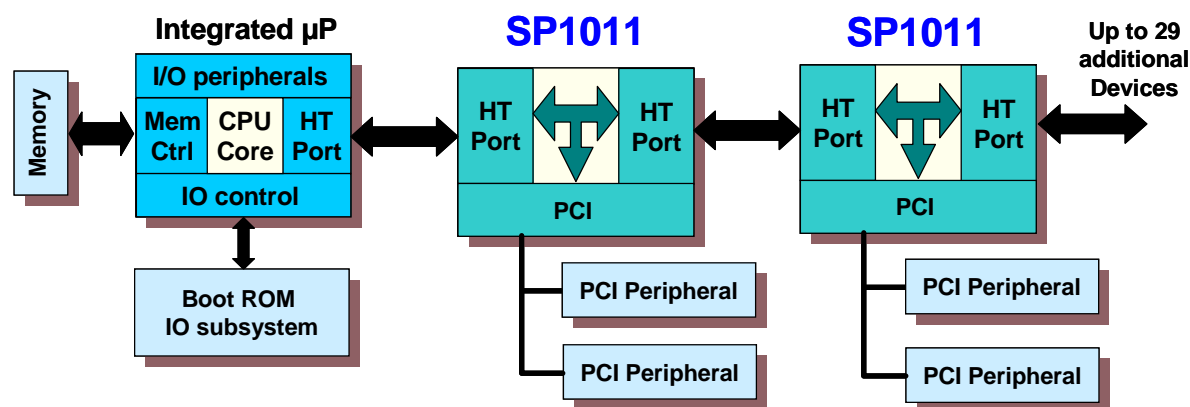 Integrated µP
SP1011
SP1011
Up to 29
additional
Devices
Memory
I/O peripherals
Mem
Ctrl
CPU
Core
HT
Port
IO control
Boot ROM
IO subsystem
HT
Port
HT
Port
PCI
PCI Peripheral
PCI Peripheral
HT
Port
HT
Port
PCI
PCI Peripheral
PCI Peripheral